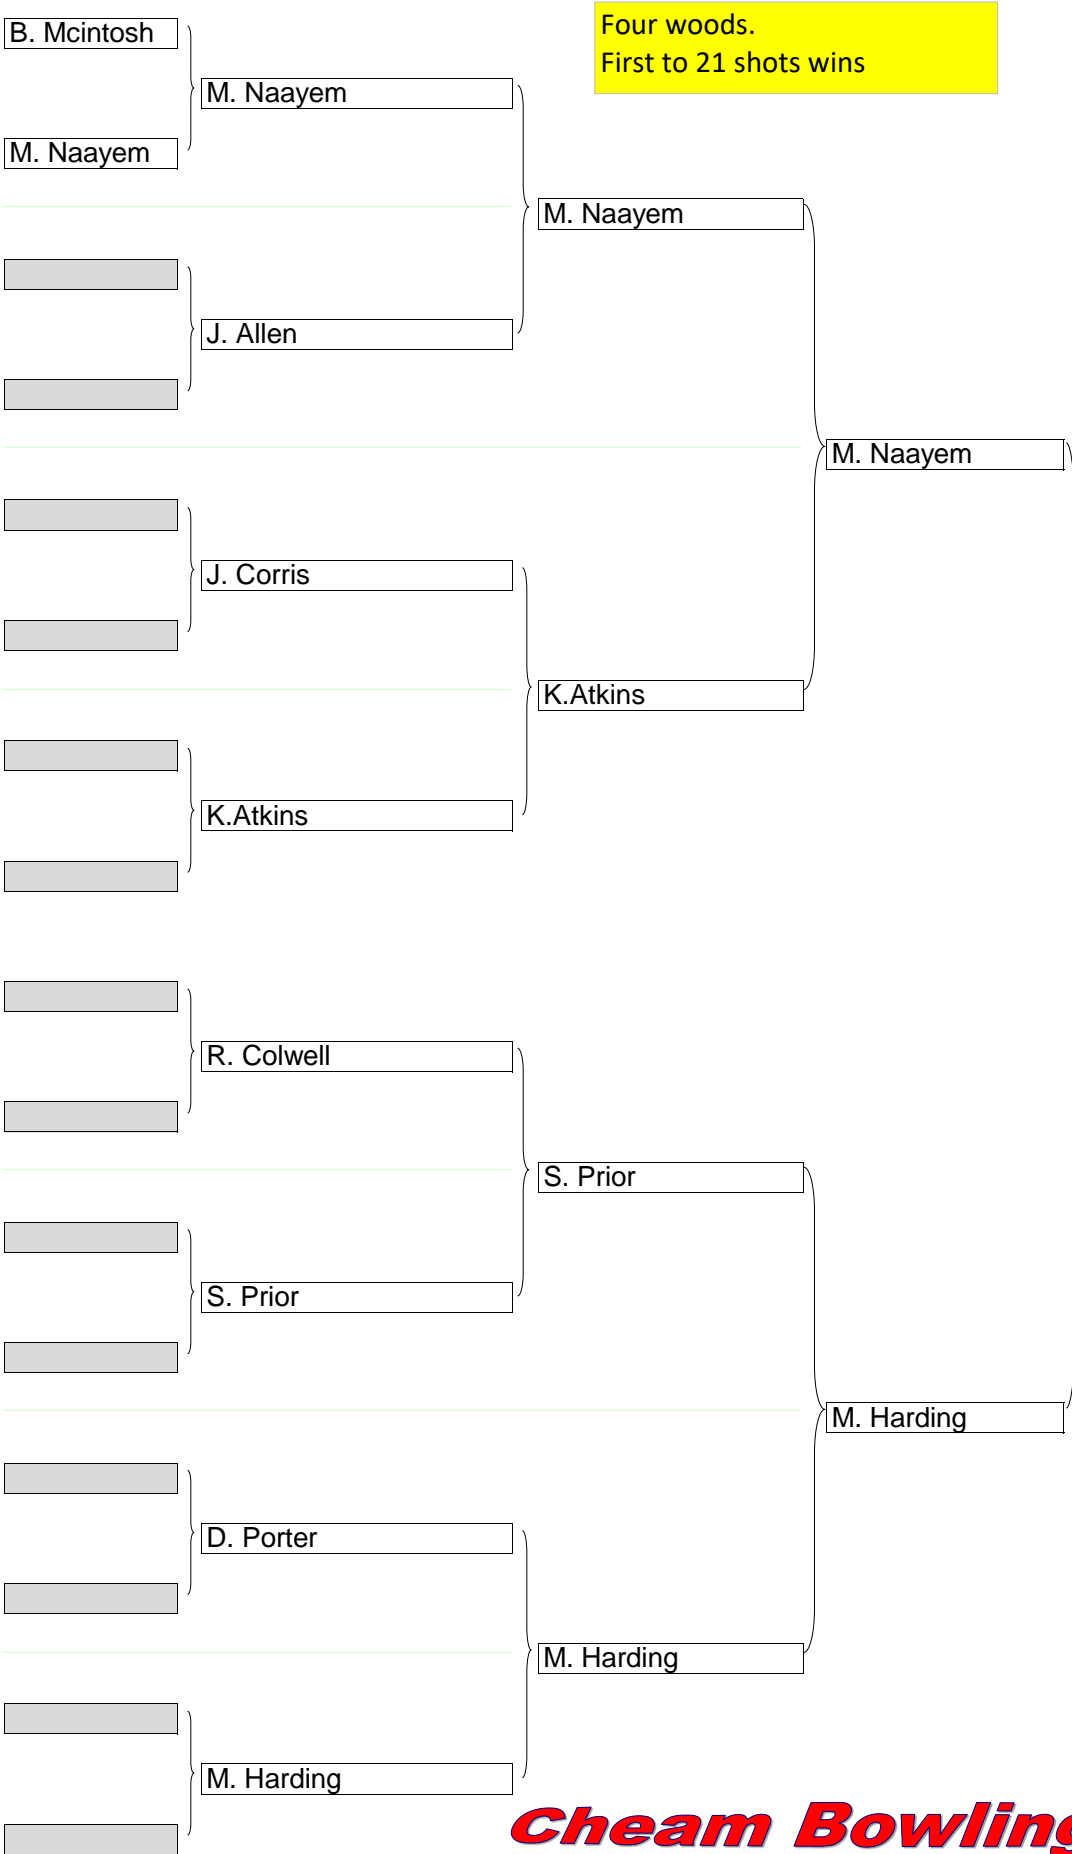 B. Mcintosh
Four woods.
First to 21 shots wins
M. Naayem
M. Naayem
M. Naayem
J. Allen
M. Naayem
J. Corris
K.Atkins
K.Atkins
R. Colwell
S. Prior
S. Prior
M. Harding
D. Porter
M. Harding
M. Harding
Cheam Bowling